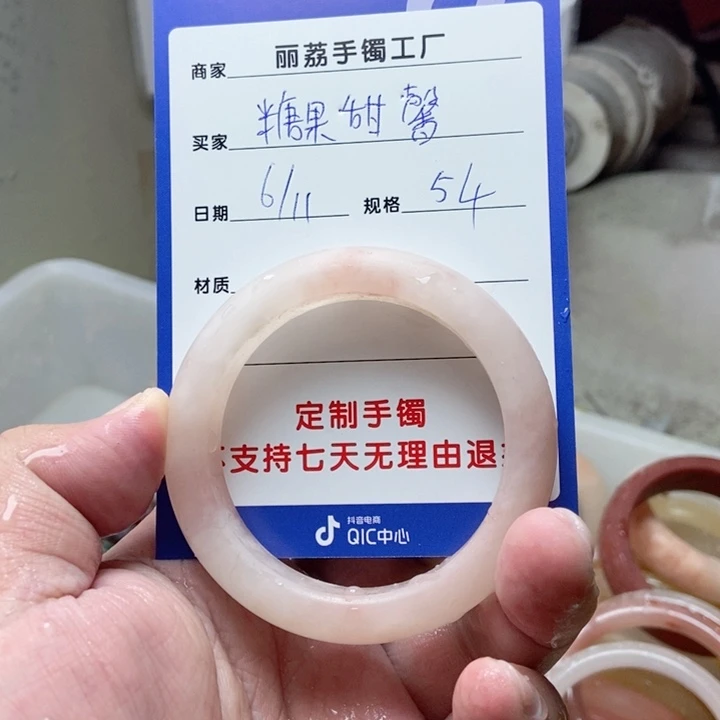 商家 丽荔手镯工厂
买家 糖果甜馨
日期 6/11 规格 54
材质
定制手镯
支持七天无理由退
抖音电商
QIC中心